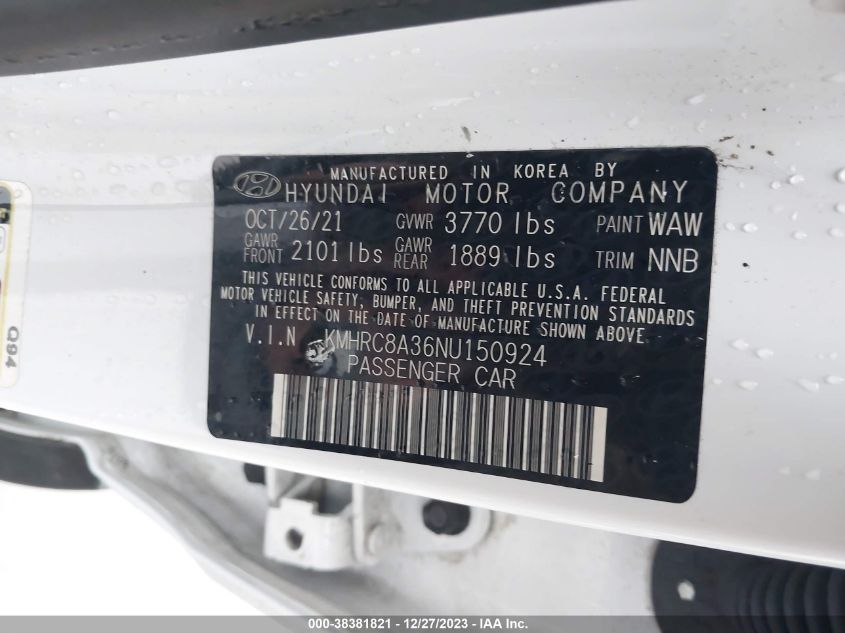 MANUFACTURED IN KOREA BY
HYUNDAI MOTOR COMPANY
OCT/26/21 GVWR 3770 lbs PAINT WAW
GAWR FRONT 2101 lbs GAWR REAR 1889 lbs TRIM NNB
THIS VEHICLE CONFORMS TO ALL APPLICABLE U.S.A. FEDERAL
MOTOR VEHICLE SAFETY, BUMPER, AND THEFT PREVENTION STANDARDS
IN EFFECT ON THE DATE OF MANUFACTURE SHOWN ABOVE
V.I.N KMHRC8A36NU150924
PASSENGER CAR
Q94
000-38381821 - 12/27/2023 - IAA Inc.